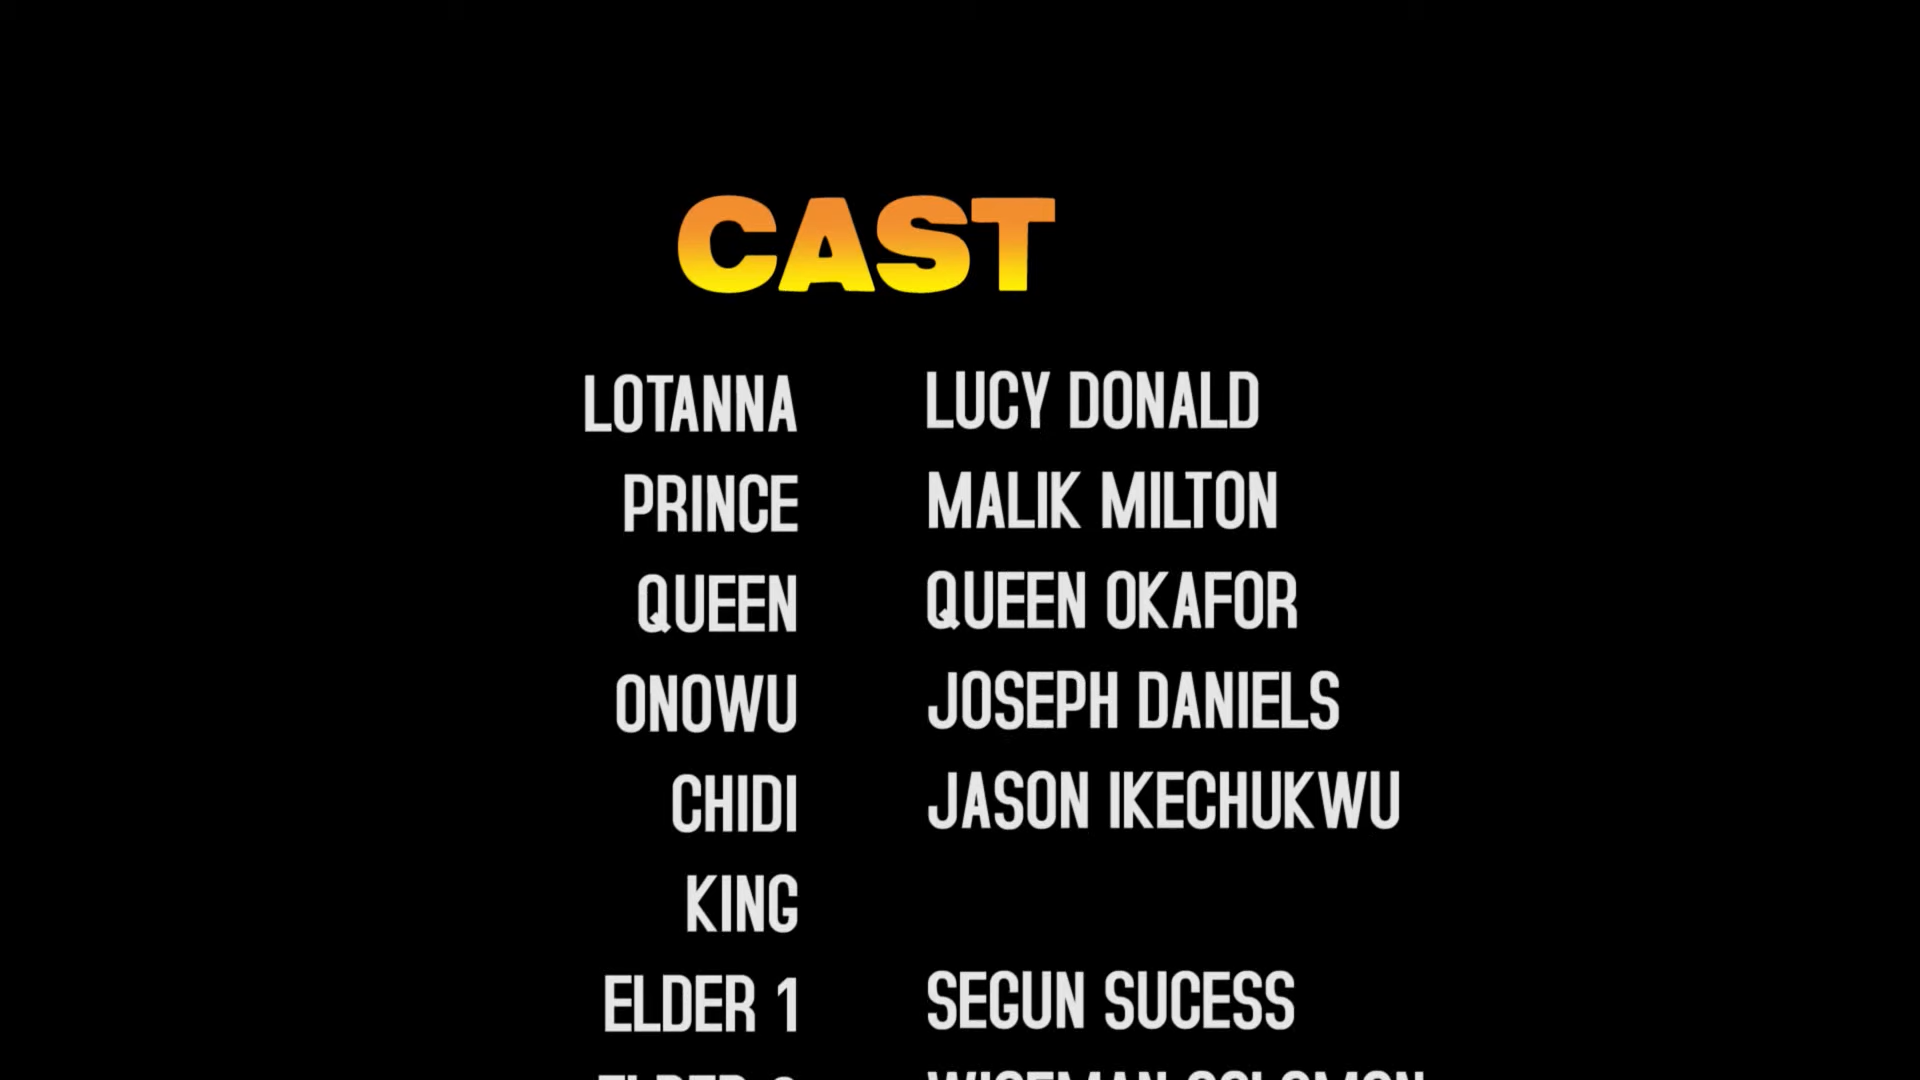 CAST
LOTANNA LUCY DONALD
PRINCE MALIK MILTON
QUEEN QUEEN OKAFOR
ONOWU JOSEPH DANIELS
CHIDI JASON IKECHUKWU
KING
ELDER 1 SEGUN SUCESS